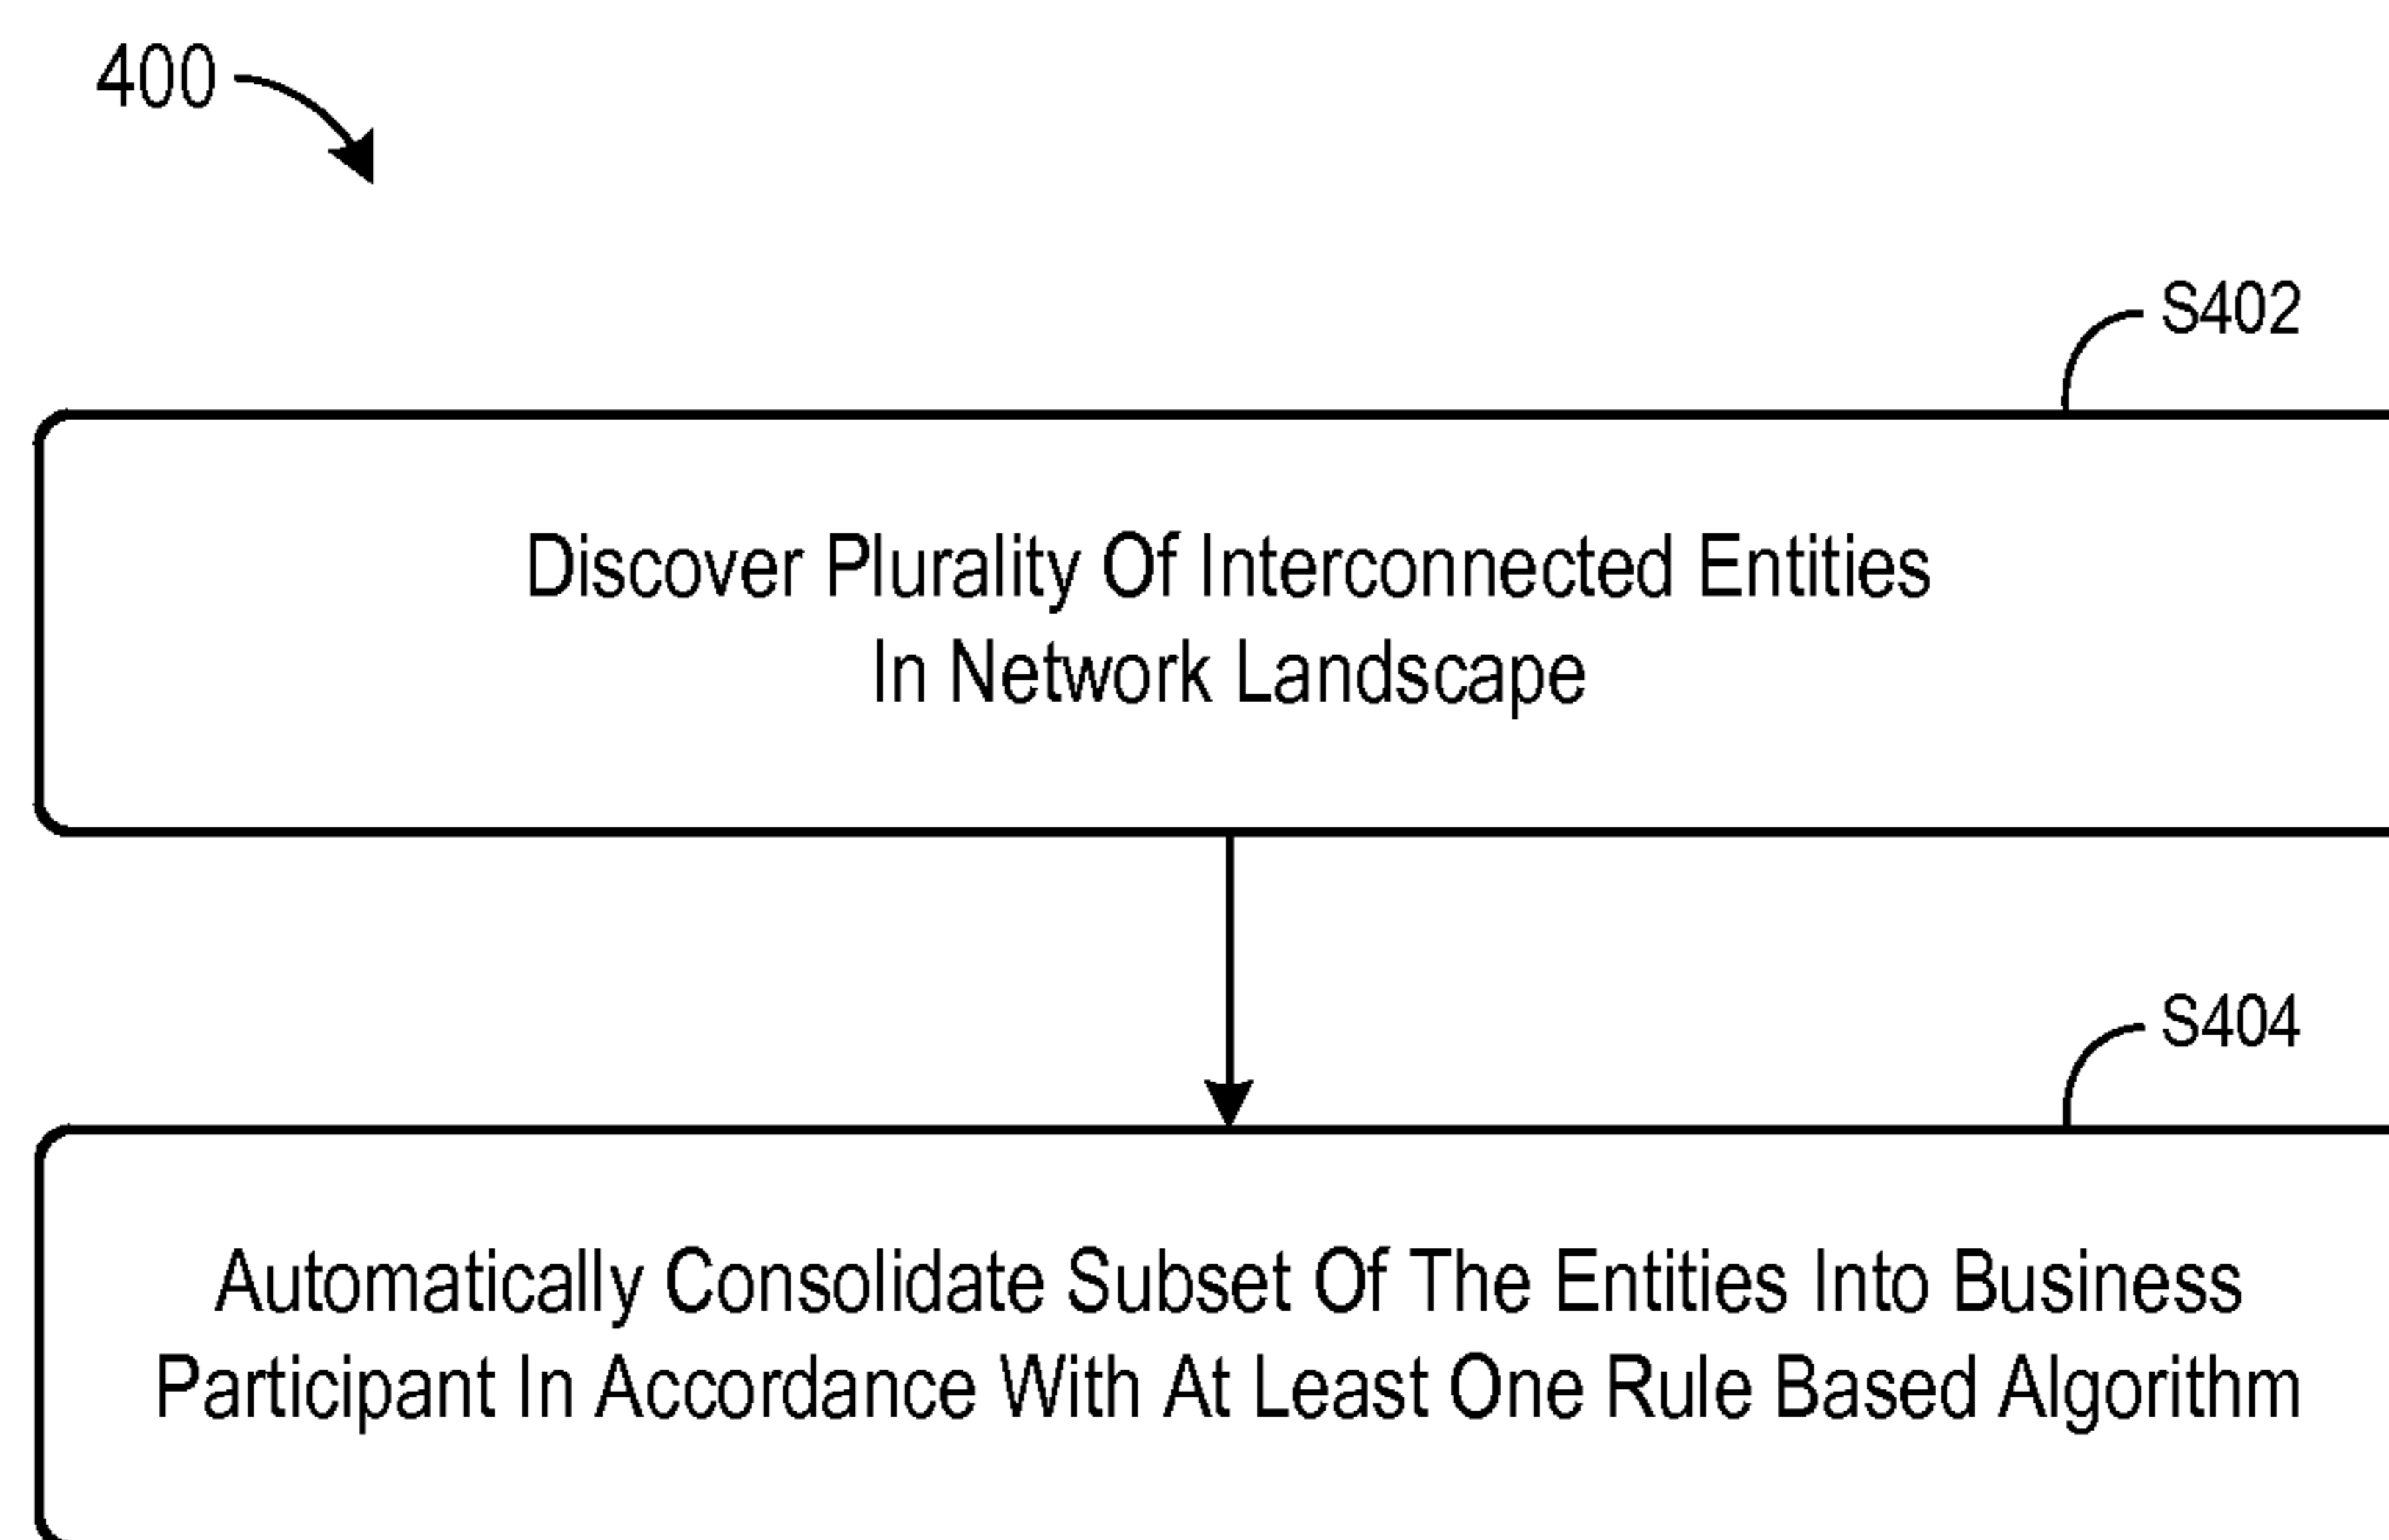 400
S402
Discover Plurality Of Interconnected Entities
In Network Landscape
S404
Automatically Consolidate Subset Of The Entities Into Business
Participant In Accordance With At Least One Rule Based Algorithm